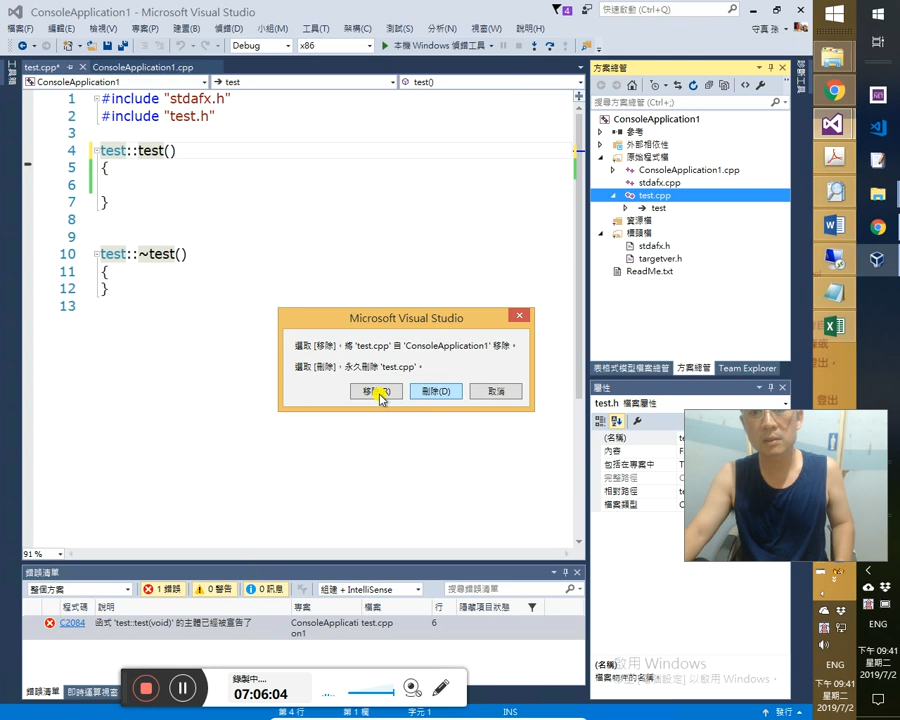 ConsoleApplication1 - Microsoft Visual Studio
4
快速啟動 (Ctrl+Q)
檔案(F) 編輯(E) 檢視(V) 專案(P) 建置(B) 偵錯(D) 小組(M) 工具(T) 架構(C) 測試(S) 分析(N) 視窗(W) 說明(H)
守真 孫
Debug x86 本機 Windows 偵錯工具
test.cpp* ConsoleApplication1.cpp
ConsoleApplication1 test test()
1 #include "stdafx.h"
2 #include "test.h"
3
4 test::test()
5 {
6
7 }
8
9
10 test::~test()
11 {
12 }
13
91 %
方案總管
搜尋方案總管 (Ctrl+;)
ConsoleApplication1
參考
外部相依性
原始程式檔
ConsoleApplication1.cpp
stdafx.cpp
test.cpp
test
資源檔
標頭檔
stdafx.h
targetver.h
ReadMe.txt
方案總管 Team Explorer
Microsoft Visual Studio
選取 [移除]，將 'test.cpp' 自 'ConsoleApplication1' 移除。
選取 [刪除]，永久刪除 'test.cpp'。
刪除(D) 取消
屬性
test.h 檔案屬性
(名稱)
內容
包括在專案中
完整路徑
相對路徑
檔案類型
(名稱)
啟用 Windows
錯誤清單
整個方案 1 錯誤 0 警告 0 訊息 組建 + IntelliSense 搜尋錯誤清單
程式碼 說明 專案 檔案 行 隱藏項目狀態
C2084 函式 'test::test(void)' 的主體已經被宣告了 ConsoleApplicati on1 test.cpp 6
錯誤清單 即時運算視窗
錄製中....
07:06:04
第 4 行 第 1 欄 字元 1 INS 發行
ENG
下午 09:41
星期二
2019/7/2
ENG
下午 09:41
星期二
2019/7/2